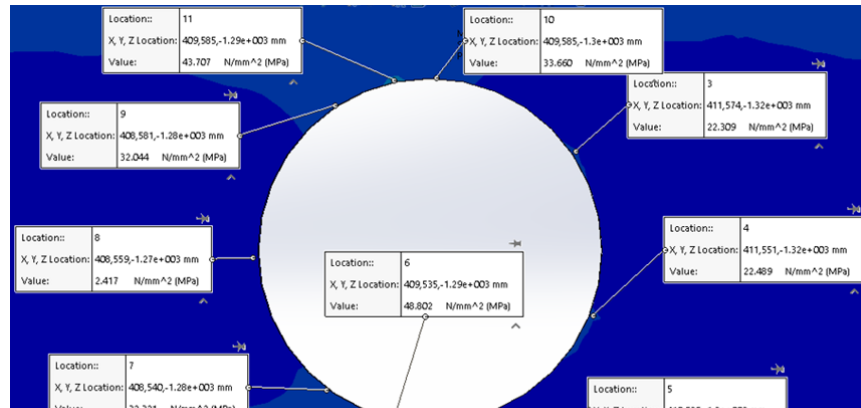 Location:: 11
X, Y, Z Location: 409,585,-1.29e+003 mm
Value: 43.707 N/mm^2 (MPa)
Location:: 10
X, Y, Z Location: 409,585,-1.3e+003 mm
Value: 33.660 N/mm^2 (MPa)
Location:: 3
X, Y, Z Location: 411,574,-1.32e+003 mm
Value: 22.309 N/mm^2 (MPa)
Location:: 9
X, Y, Z Location: 408,581,-1.28e+003 mm
Value: 32.044 N/mm^2 (MPa)
Location:: 8
X, Y, Z Location: 408,559,-1.27e+003 mm
Value: 2.417 N/mm^2 (MPa)
Location:: 4
X, Y, Z Location: 411,551,-1.32e+003 mm
Value: 22.489 N/mm^2 (MPa)
Location:: 6
X, Y, Z Location: 409,535,-1.29e+003 mm
Value: 48.802 N/mm^2 (MPa)
Location:: 7
X, Y, Z Location: 408,540,-1.28e+003 mm
Value: N/mm^2 (MPa)
Location:: 5